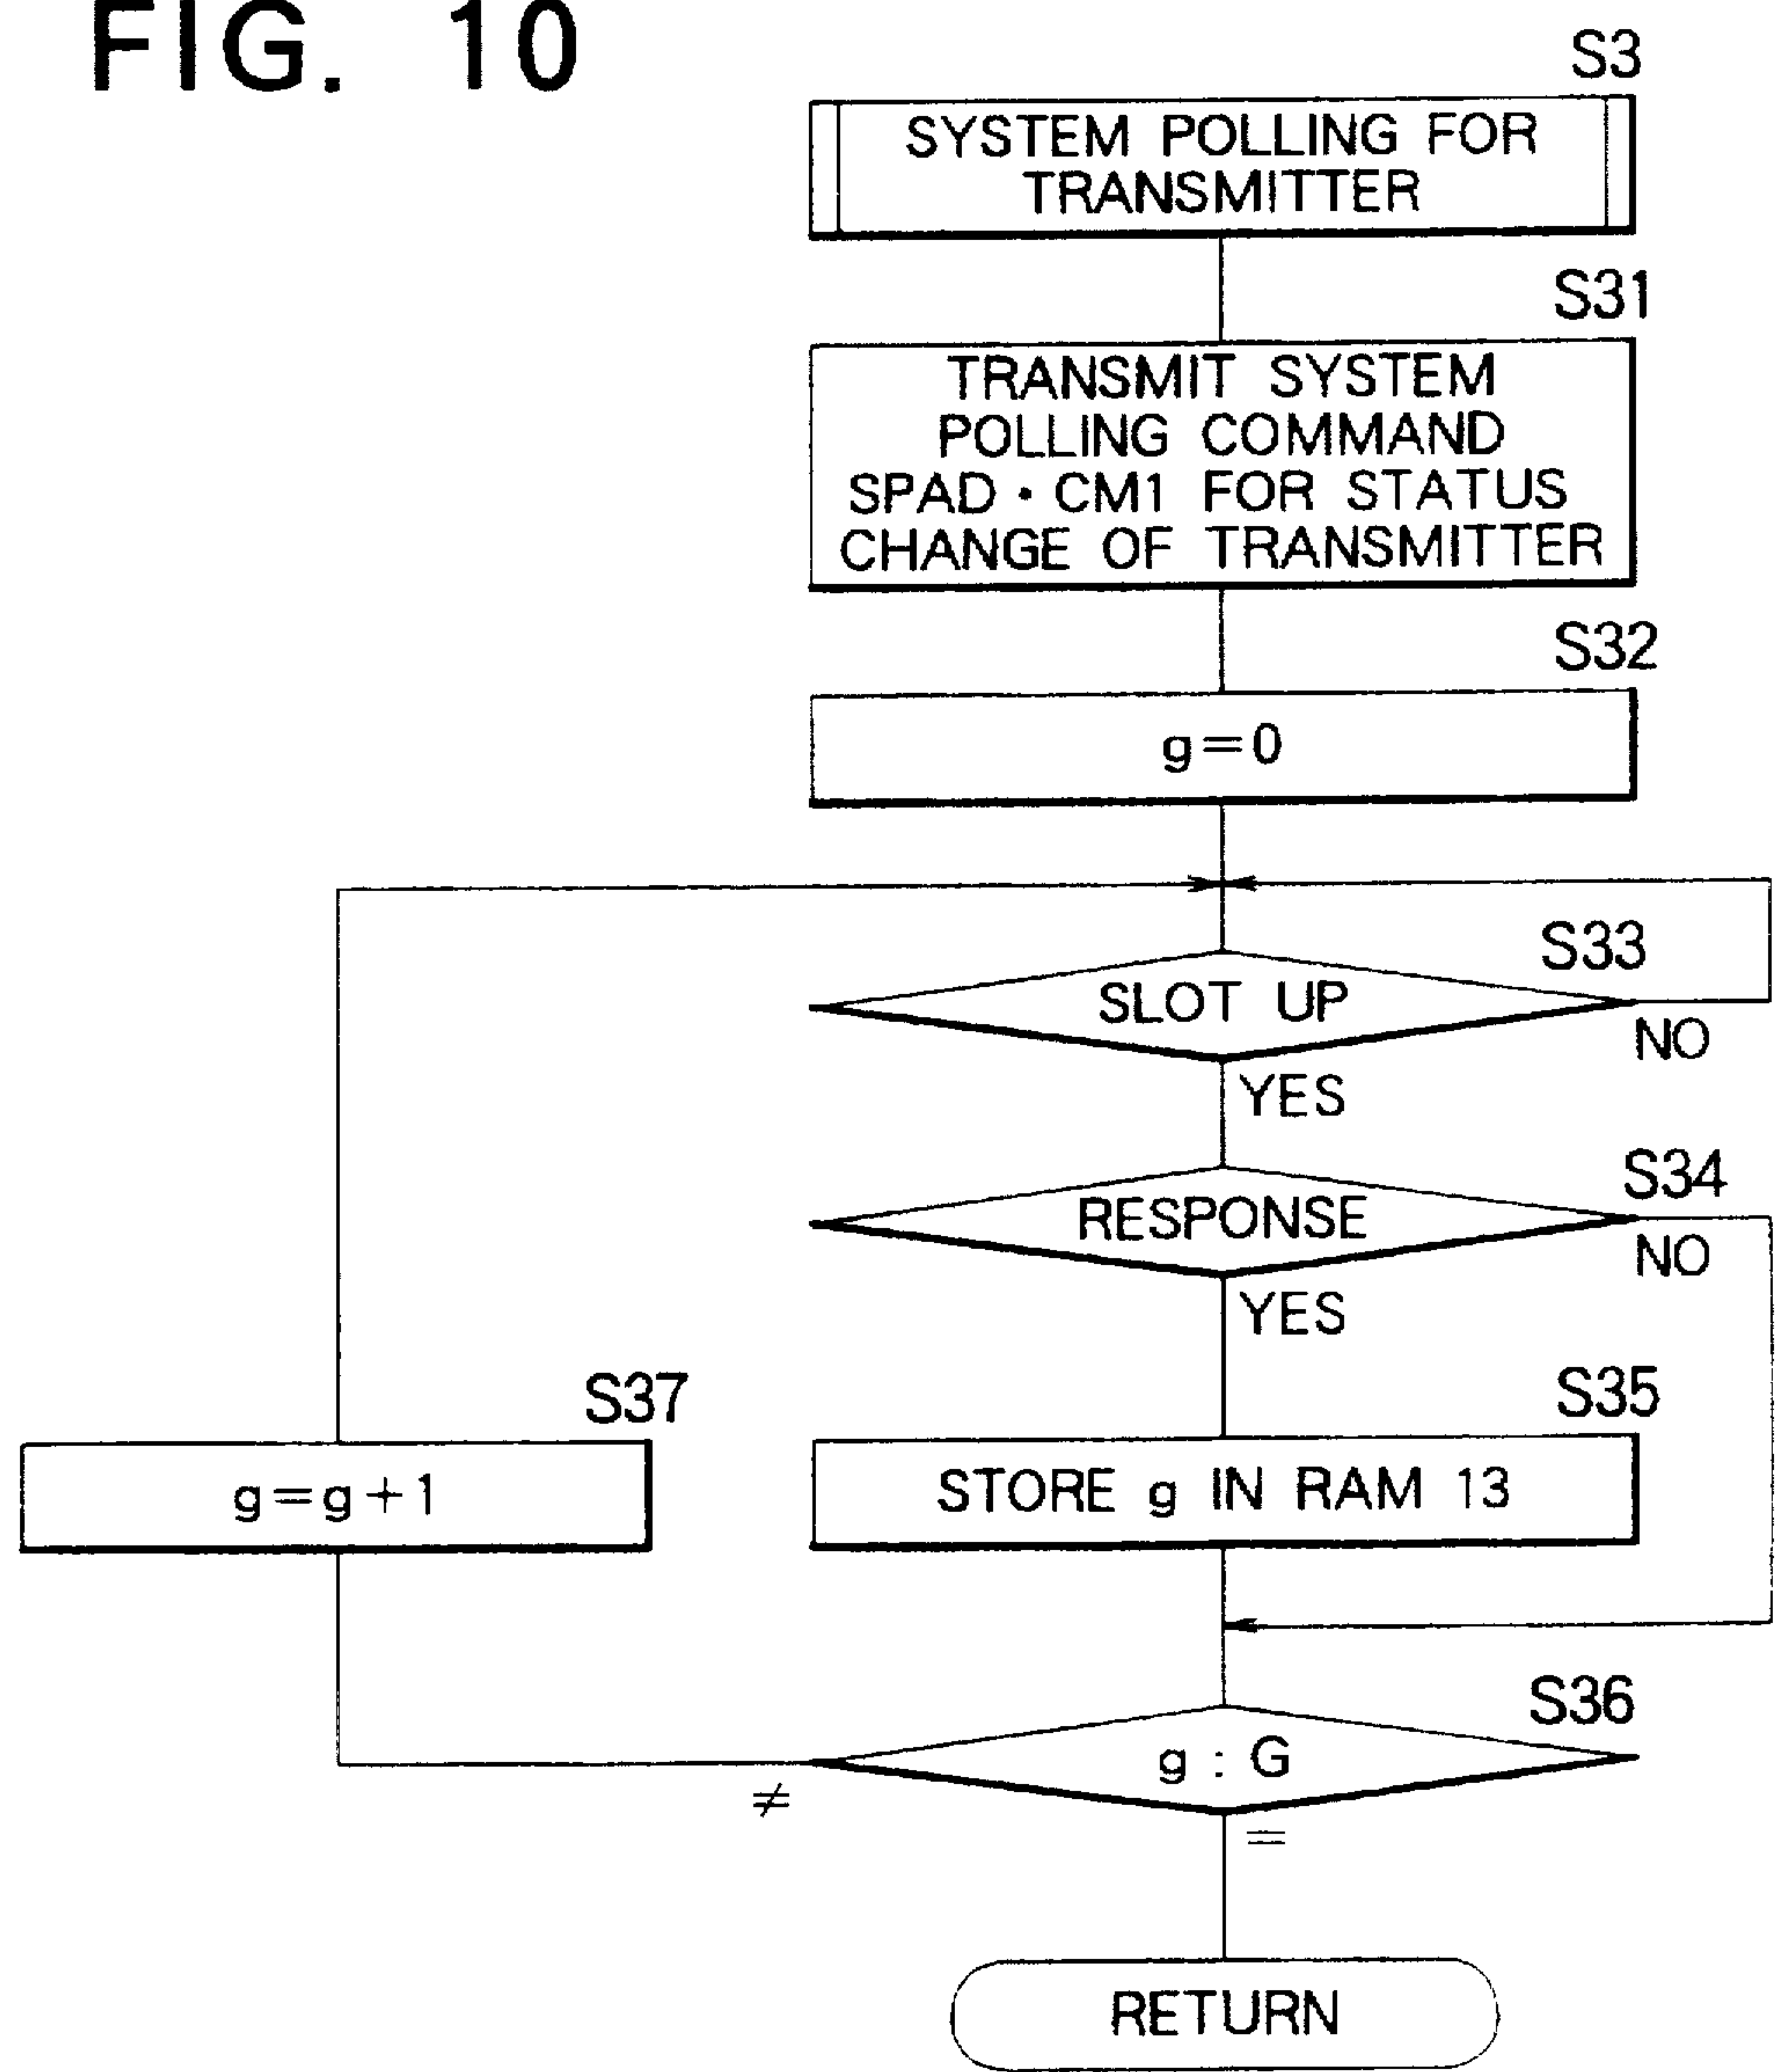 FIG. 10
S3
SYSTEM POLLING FOR
TRANSMITTER
S31
TRANSMIT SYSTEM
POLLING COMMAND
SPAD・CM1 FOR STATUS
CHANGE OF TRANSMITTER
S32
g=0
S33
SLOT UP
NO
YES
S34
RESPONSE
NO
YES
S37
g=g+1
S35
STORE g IN RAM 13
S36
g : G
≠
=
RETURN